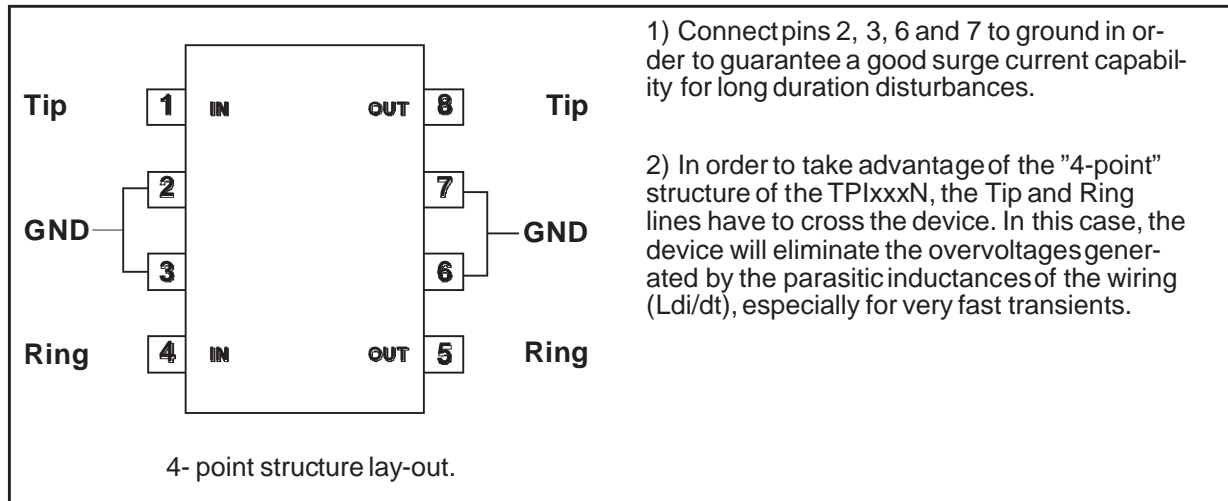 Tip 1 IN OUT 8 Tip
2 7
GND GND
3 6
Ring 4 IN OUT 5 Ring
4- point structure lay-out.
1) Connect pins 2, 3, 6 and 7 to ground in or-
der to guarantee a good surge current capabil-
ity for long duration disturbances.
2) In order to take advantage of the ”4-point”
structure of the TPIxxxN, the Tip and Ring
lines have to cross the device. In this case, the
device will eliminate the overvoltages gener-
ated by the parasitic inductances of the wiring
(Ldi/dt), especially for very fast transients.